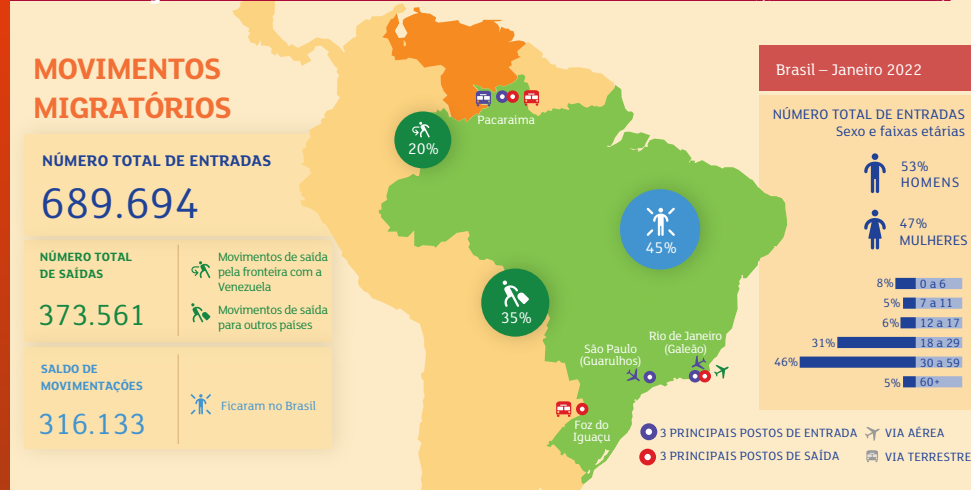 MOVIMENTOS
MIGRATÓRIOS
NÚMERO TOTAL DE ENTRADAS
689.694
NÚMERO TOTAL
DE SAÍDAS
373.561
Movimentos de saída
pela fronteira com a
Venezuela
Movimentos de saída
para outros países
SALDO DE
MOVIMENTAÇÕES
316.133
Ficaram no Brasil
Pacaraima
20%
45%
35%
São Paulo
(Guarulhos)
Rio de Janeiro
(Galeão)
Foz do
Iguaçu
Brasil – Janeiro 2022
NÚMERO TOTAL DE ENTRADAS
Sexo e faixas etárias
53%
HOMENS
47%
MULHERES
8% 0 a 6
5% 7 a 11
6% 12 a 17
31% 18 a 29
46% 30 a 59
5% 60+
3 PRINCIPAIS POSTOS DE ENTRADA VIA AÉREA
3 PRINCIPAIS POSTOS DE SAÍDA VIA TERRESTRE